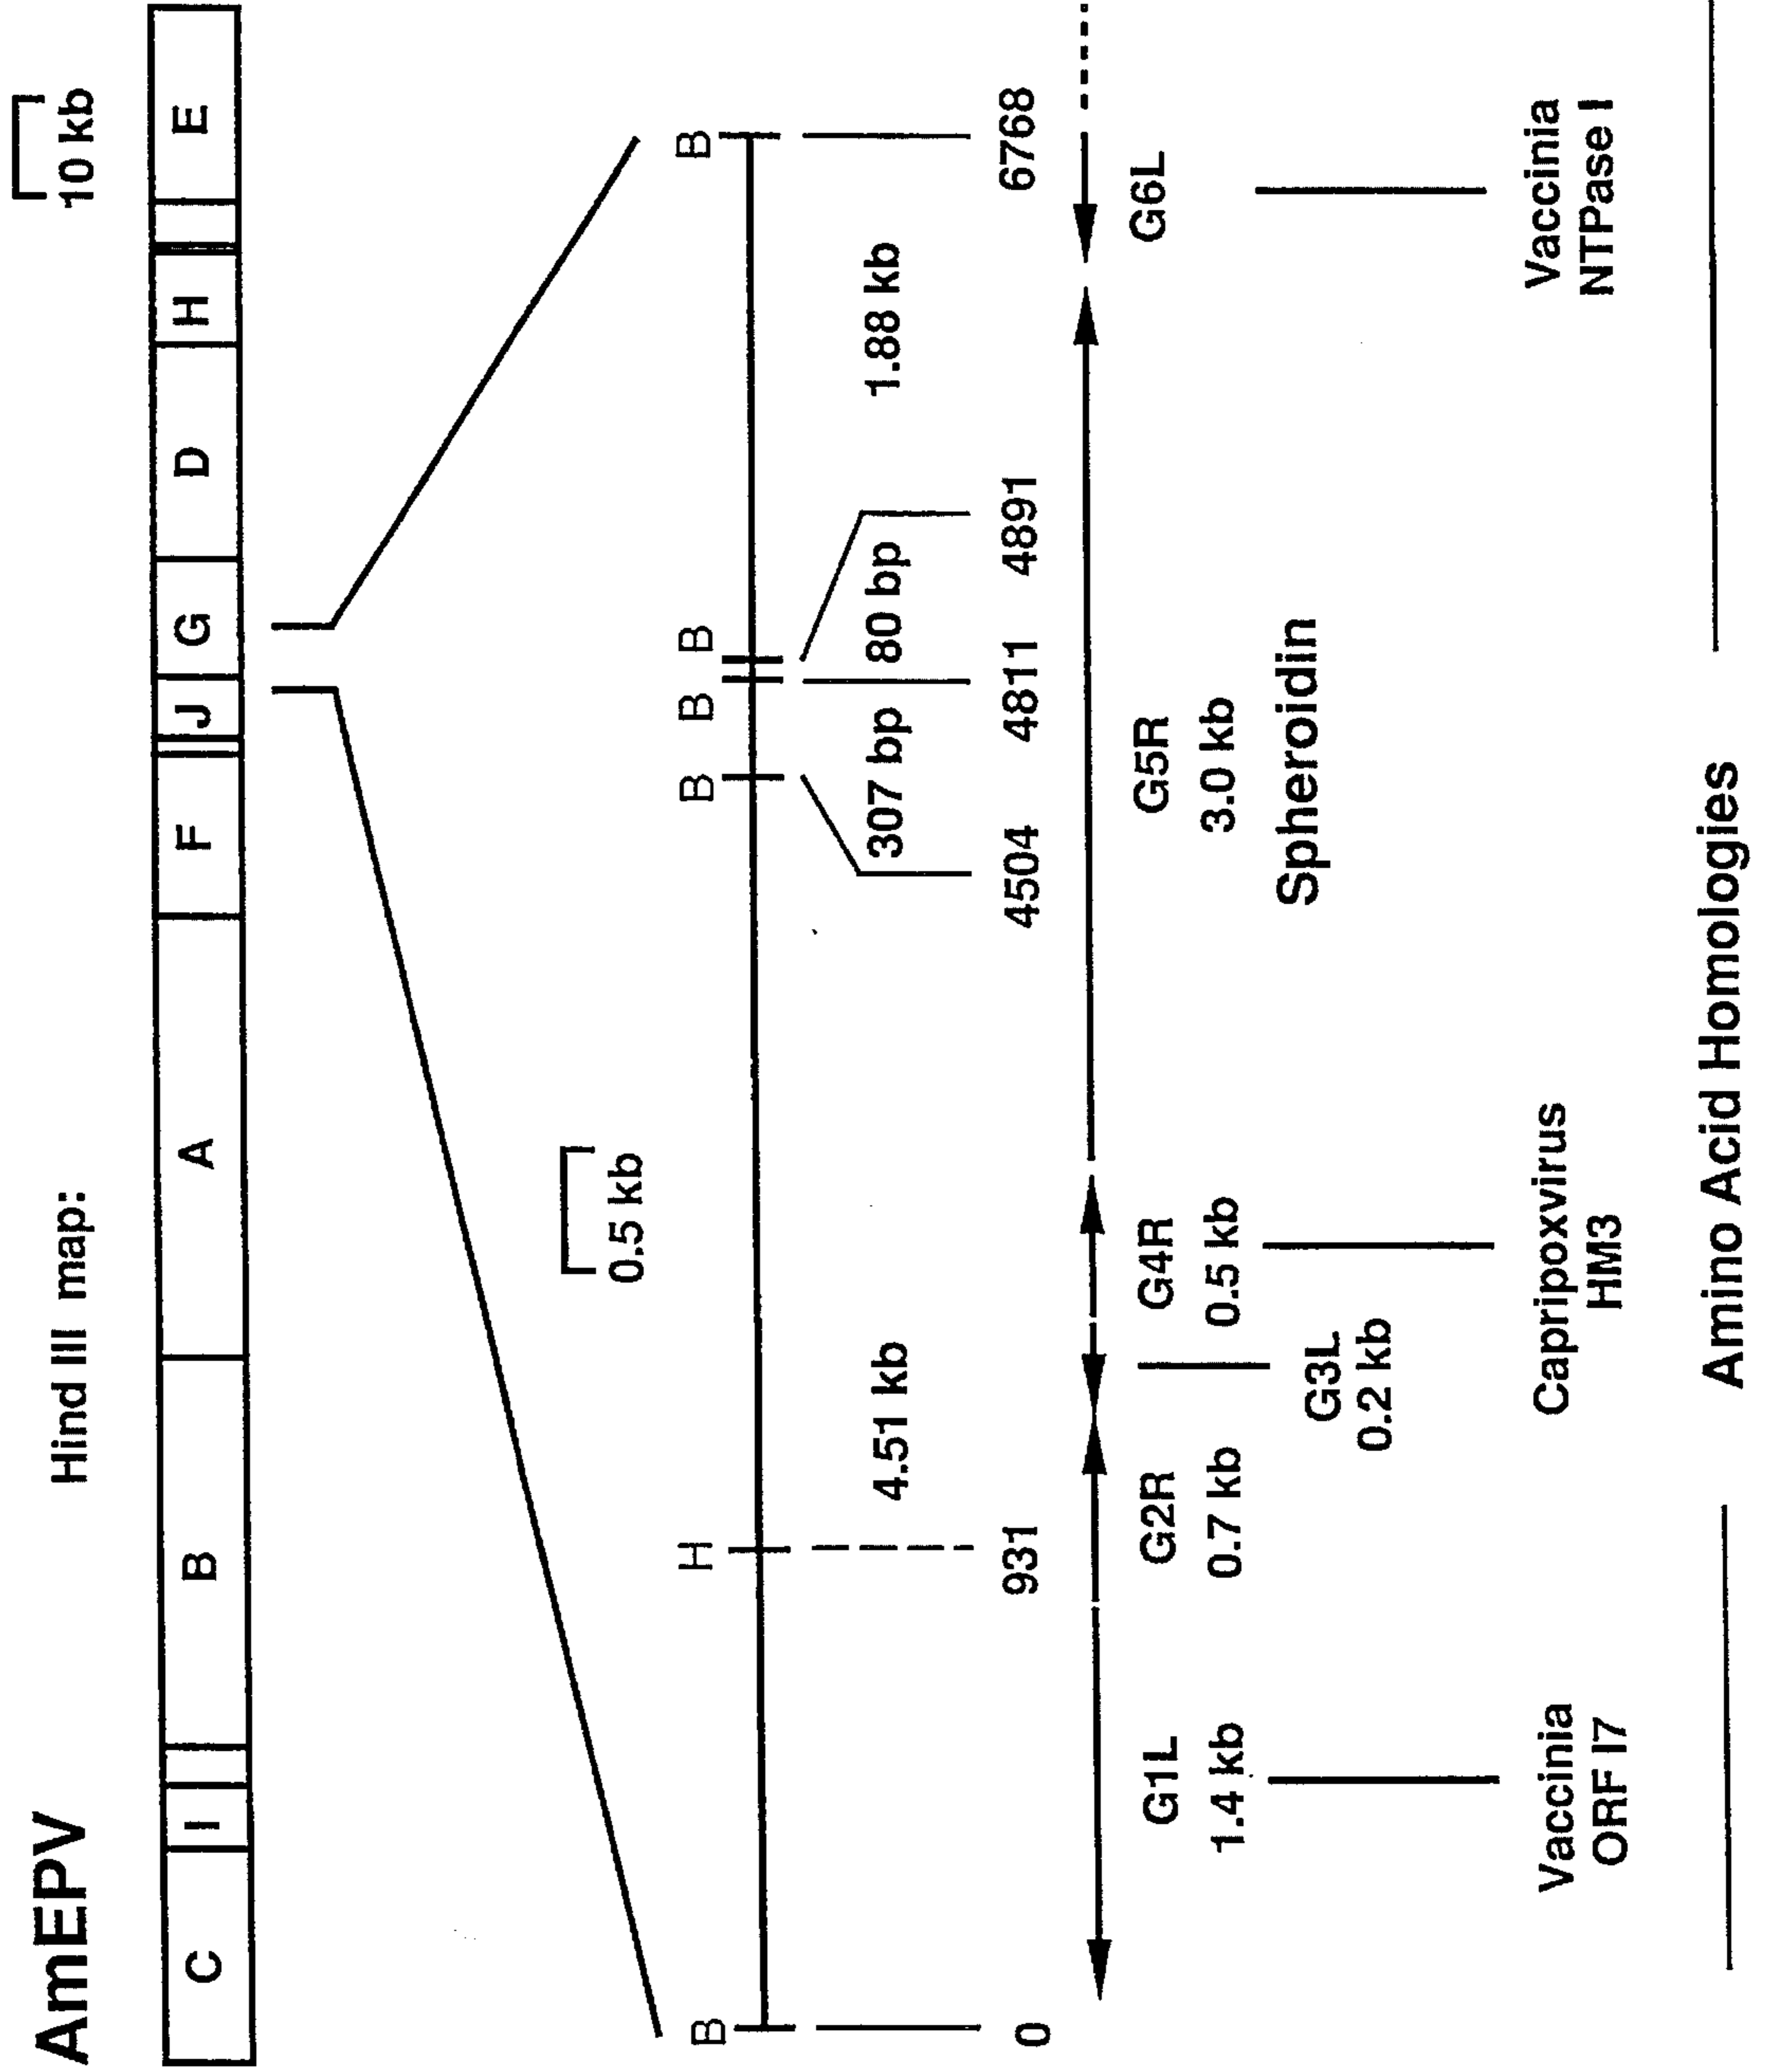 AmEPV
Hind III map:
10 kb
C I B A F J G D H E
0.5 kb
B H B B B B
4.51 kb 307 bp 80 bp 1.88 kb
0 931 4504 4811 4891 6768
G1L G2R G4R G5R G6L
1.4 kb 0.7 kb 0.5 kb 3.0 kb
G3L
0.2 kb
Spheroidin
Vaccinia
ORF I7
Capripoxvirus
HM3
Vaccinia
NTPase I
Amino Acid Homologies